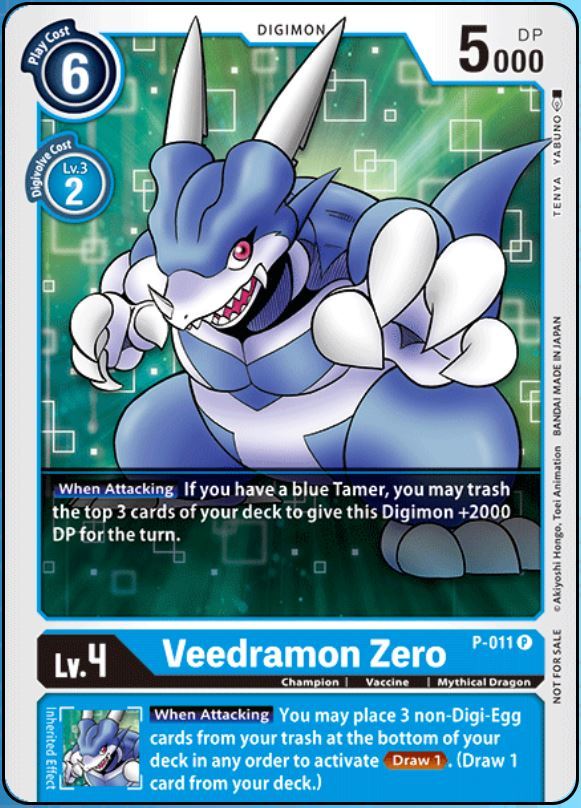 Play Cost
6
DIGIMON
DP
5000
Digivolve Cost
Lv.3
2
TENYA YABUNO
When Attacking If you have a blue Tamer, you may trash
the top 3 cards of your deck to give this Digimon +2000
DP for the turn.
©Akiyoshi Hongo, Toei Animation BANDAI MADE IN JAPAN
NOT FOR SALE
Lv.4
Veedramon Zero
P-011 P
Champion | Vaccine | Mythical Dragon
Inherited Effect
When Attacking You may place 3 non-Digi-Egg
cards from your trash at the bottom of your
deck in any order to activate Draw 1. (Draw 1
card from your deck.)